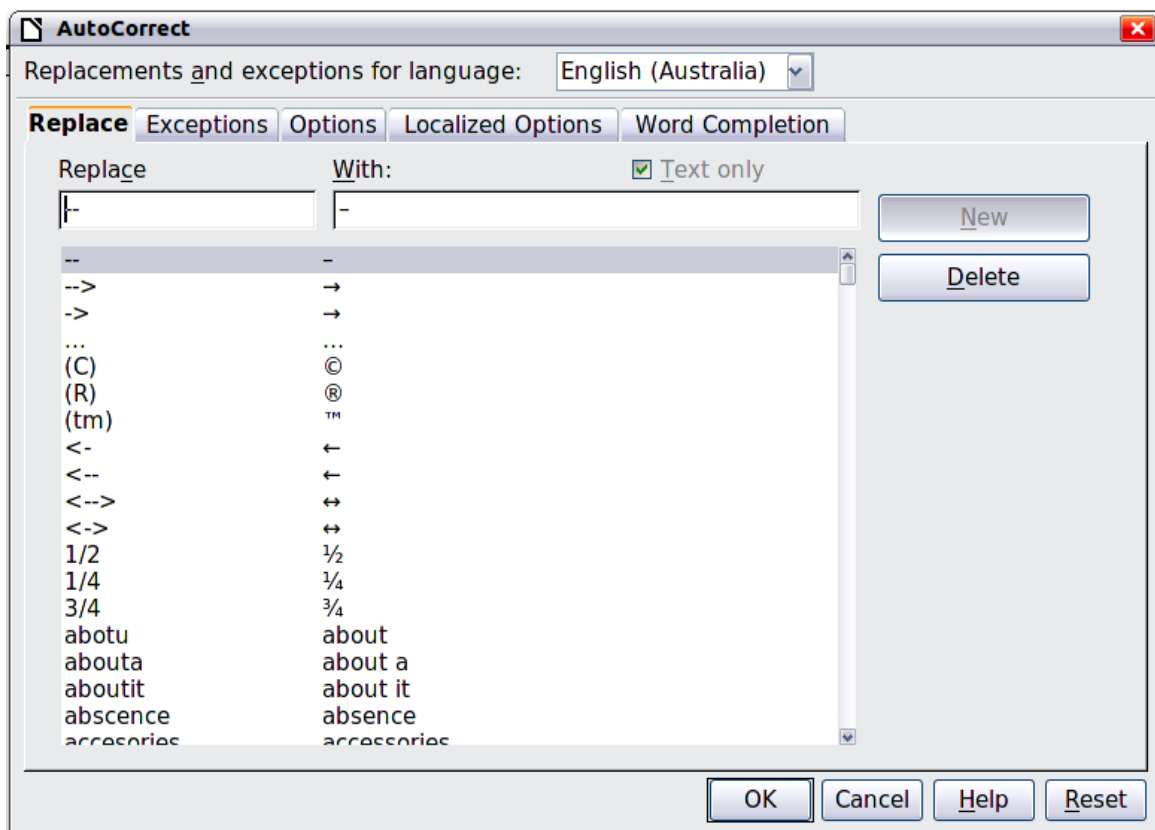 AutoCorrect
Replacements and exceptions for language: English (Australia)
Replace Exceptions Options Localized Options Word Completion
Replace With: Text only
-- – New
-- –
--> → Delete
-> →
... …
(C) ©
(R) ®
(tm) ™
<- ←
<-- ←
<--> ↔
<-> ↔
1/2 ½
1/4 ¼
3/4 ¾
abotu about
abouta about a
aboutit about it
abscence absence
accesories accessories
OK Cancel Help Reset